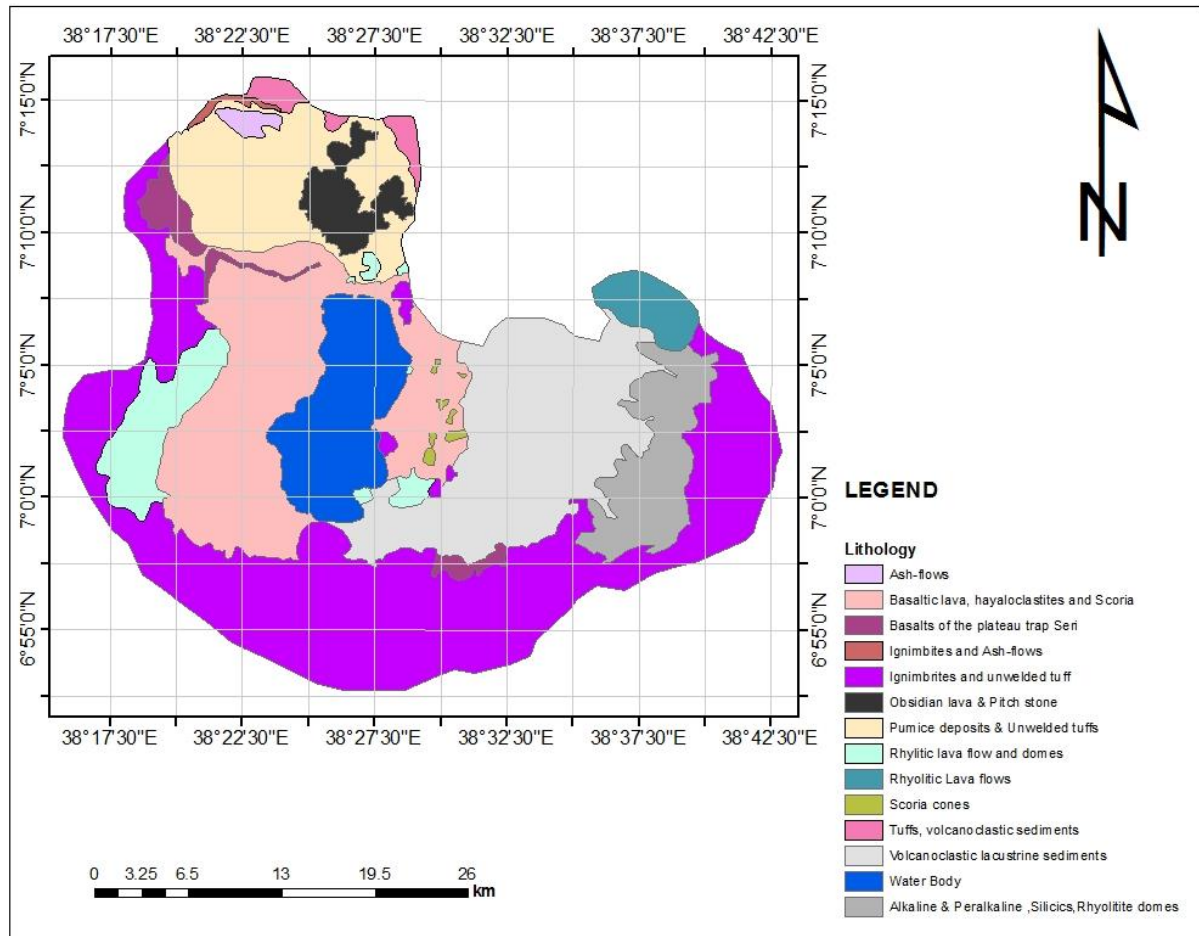 38°17'30"E 38°22'30"E 38°27'30"E 38°32'30"E 38°37'30"E 38°42'30"E
7°15'0"N 7°15'0"N
7°10'0"N 7°10'0"N
7°5'0"N 7°5'0"N
7°0'0"N 7°0'0"N
6°55'0"N 6°55'0"N
38°17'30"E 38°22'30"E 38°27'30"E 38°32'30"E 38°37'30"E 38°42'30"E
N
LEGEND
Lithology
Ash-flows
Basaltic lava, hayaloclastites and Scoria
Basalts of the plateau trap Seri
Ignimbites and Ash-flows
Ignimbrites and unwelded tuff
Obsidian lava & Pitch stone
Pumice deposits & Unwelded tuffs
Rhylitic lava flow and domes
Rhyolitic Lava flows
Scoria cones
Tuffs, volcanoclastic sediments
Volcanoclastic lacustrine sediments
Water Body
Alkaline & Peralkaline ,Silicics,Rhyolitite domes
0 3.25 6.5 13 19.5 26
km